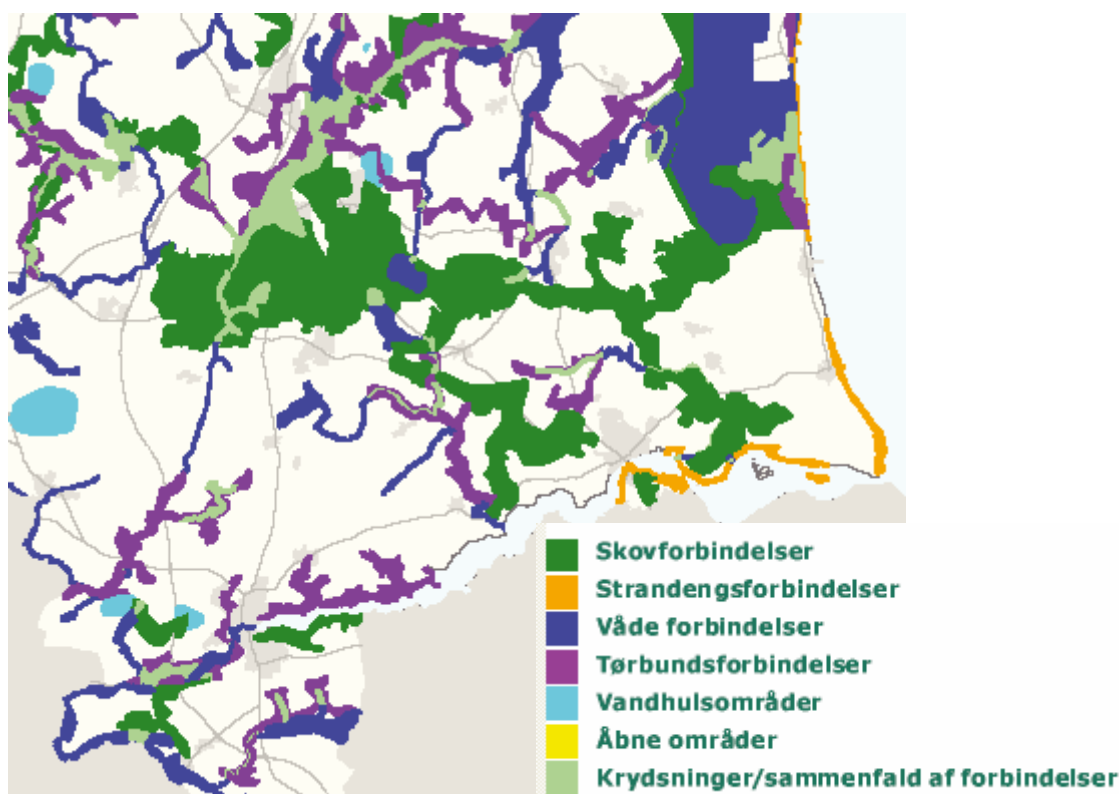 Skovforbindelser
Strandengsforbindelser
Våde forbindelser
Tørbundsforbindelser
Vandhulsområder
Åbne områder
Krydsninger/sammenfald af forbindelser